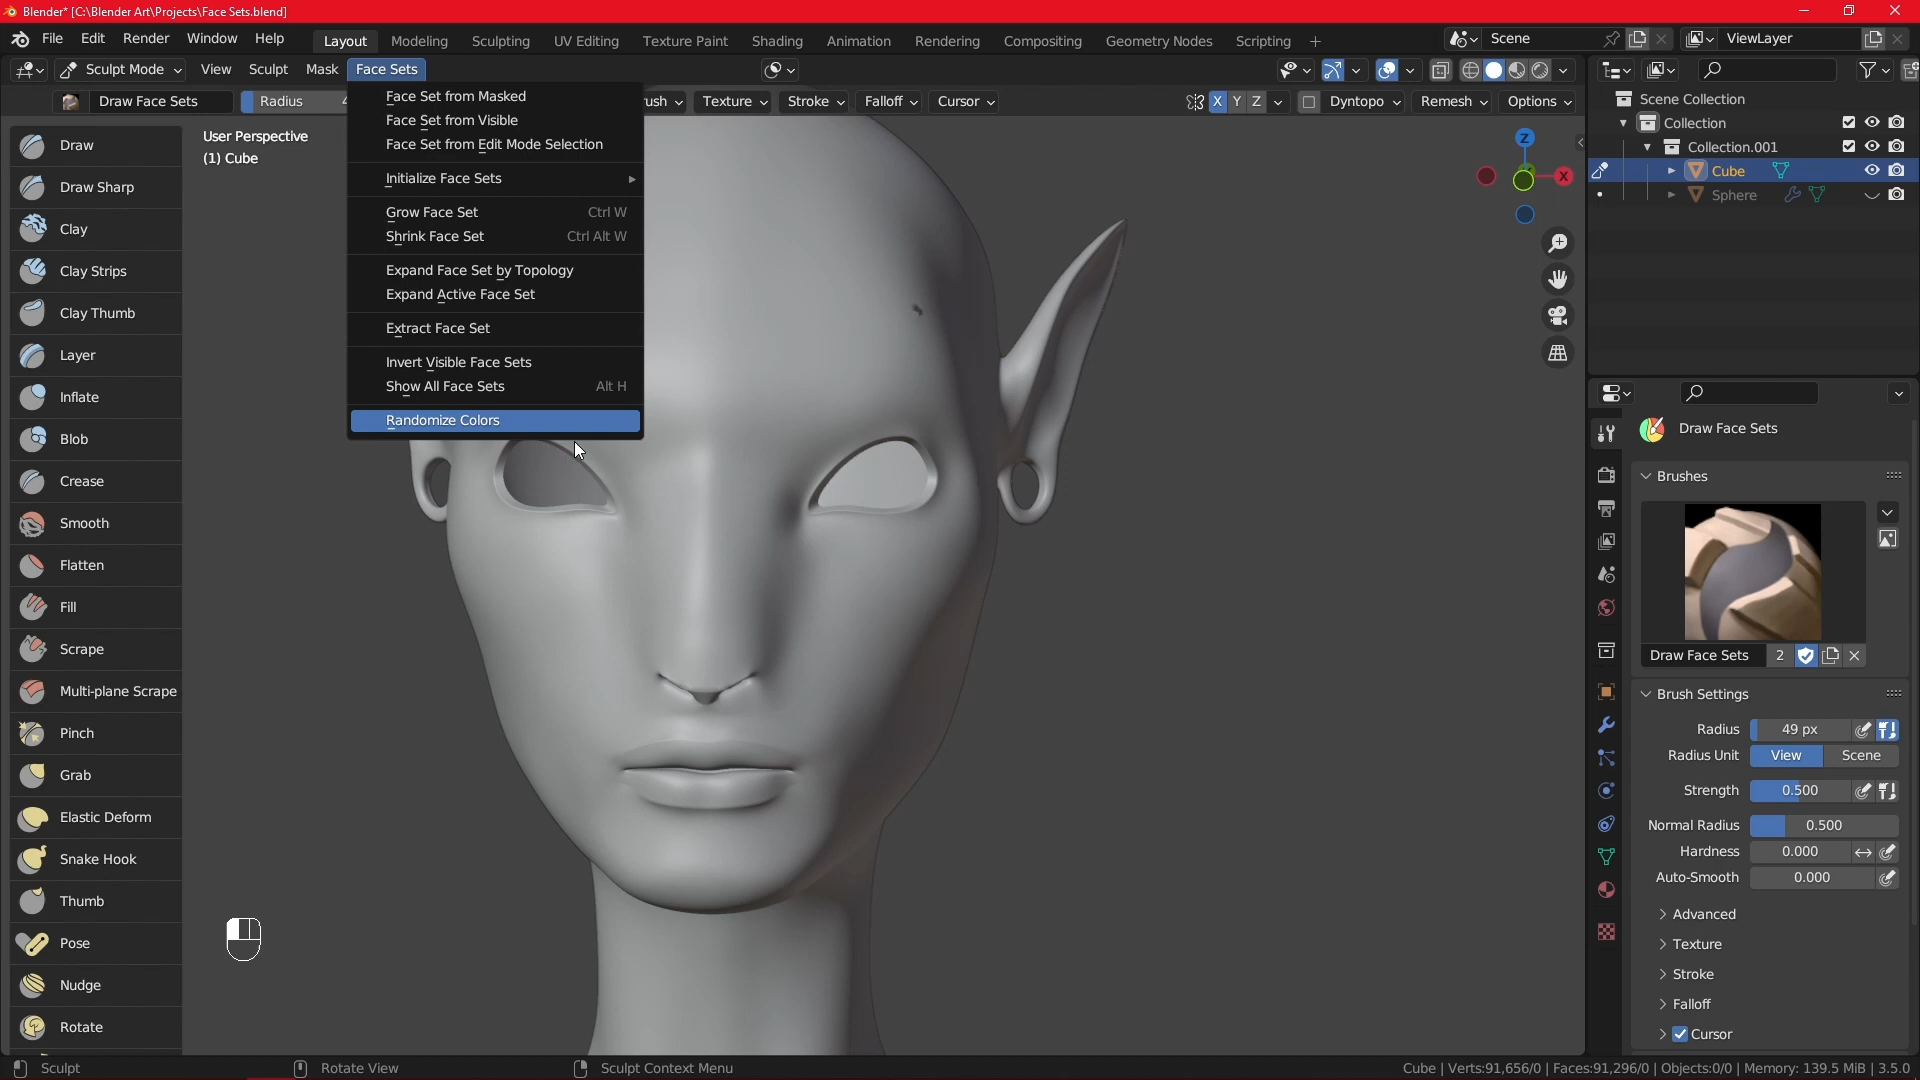 Blender* [C:\Blender Art\Projects\Face Sets.blend]
File Edit Render Window Help
Layout Modeling Sculpting UV Editing Texture Paint Shading Animation Rendering Compositing Geometry Nodes Scripting +
Scene
ViewLayer
Sculpt Mode View Sculpt Mask Face Sets
Draw Face Sets Radius
Texture Stroke Falloff Cursor
X Y Z Dyntopo Remesh Options
Face Set from Masked
Face Set from Visible
Face Set from Edit Mode Selection
Initialize Face Sets
Grow Face Set Ctrl W
Shrink Face Set Ctrl Alt W
Expand Face Set by Topology
Expand Active Face Set
Extract Face Set
Invert Visible Face Sets
Show All Face Sets Alt H
Randomize Colors
User Perspective
(1) Cube
Draw
Draw Sharp
Clay
Clay Strips
Clay Thumb
Layer
Inflate
Blob
Crease
Smooth
Flatten
Fill
Scrape
Multi-plane Scrape
Pinch
Grab
Elastic Deform
Snake Hook
Thumb
Pose
Nudge
Rotate
Z
X
Scene Collection
Collection
Collection.001
Cube
Sphere
Draw Face Sets
Brushes
Draw Face Sets 2
Brush Settings
Radius 49 px
Radius Unit View Scene
Strength 0.500
Normal Radius 0.500
Hardness 0.000
Auto-Smooth 0.000
Advanced
Texture
Stroke
Falloff
Cursor
Sculpt Rotate View Sculpt Context Menu
Cube | Verts:91,656/0 | Faces:91,296/0 | Objects:0/0 | Memory: 139.5 MiB | 3.5.0